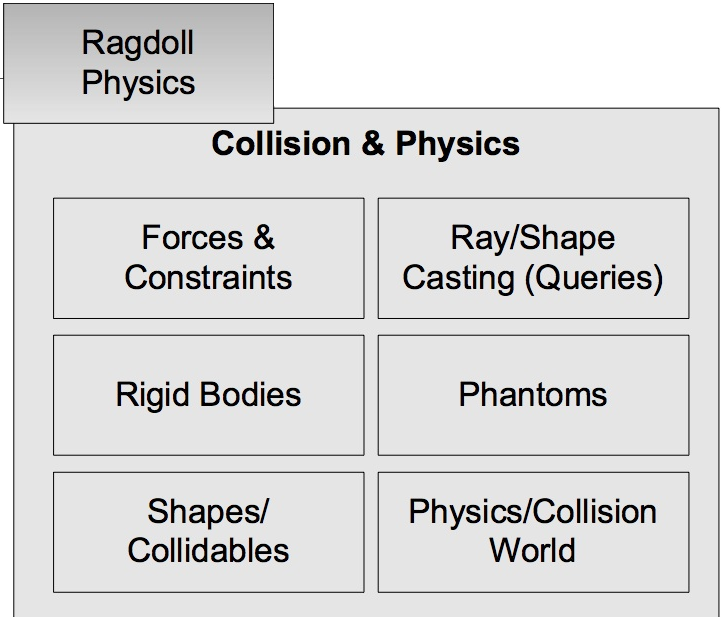 Ragdoll
Physics
Collision & Physics
Forces &
Constraints
Ray/Shape
Casting (Queries)
Rigid Bodies
Phantoms
Shapes/
Collidables
Physics/Collision
World